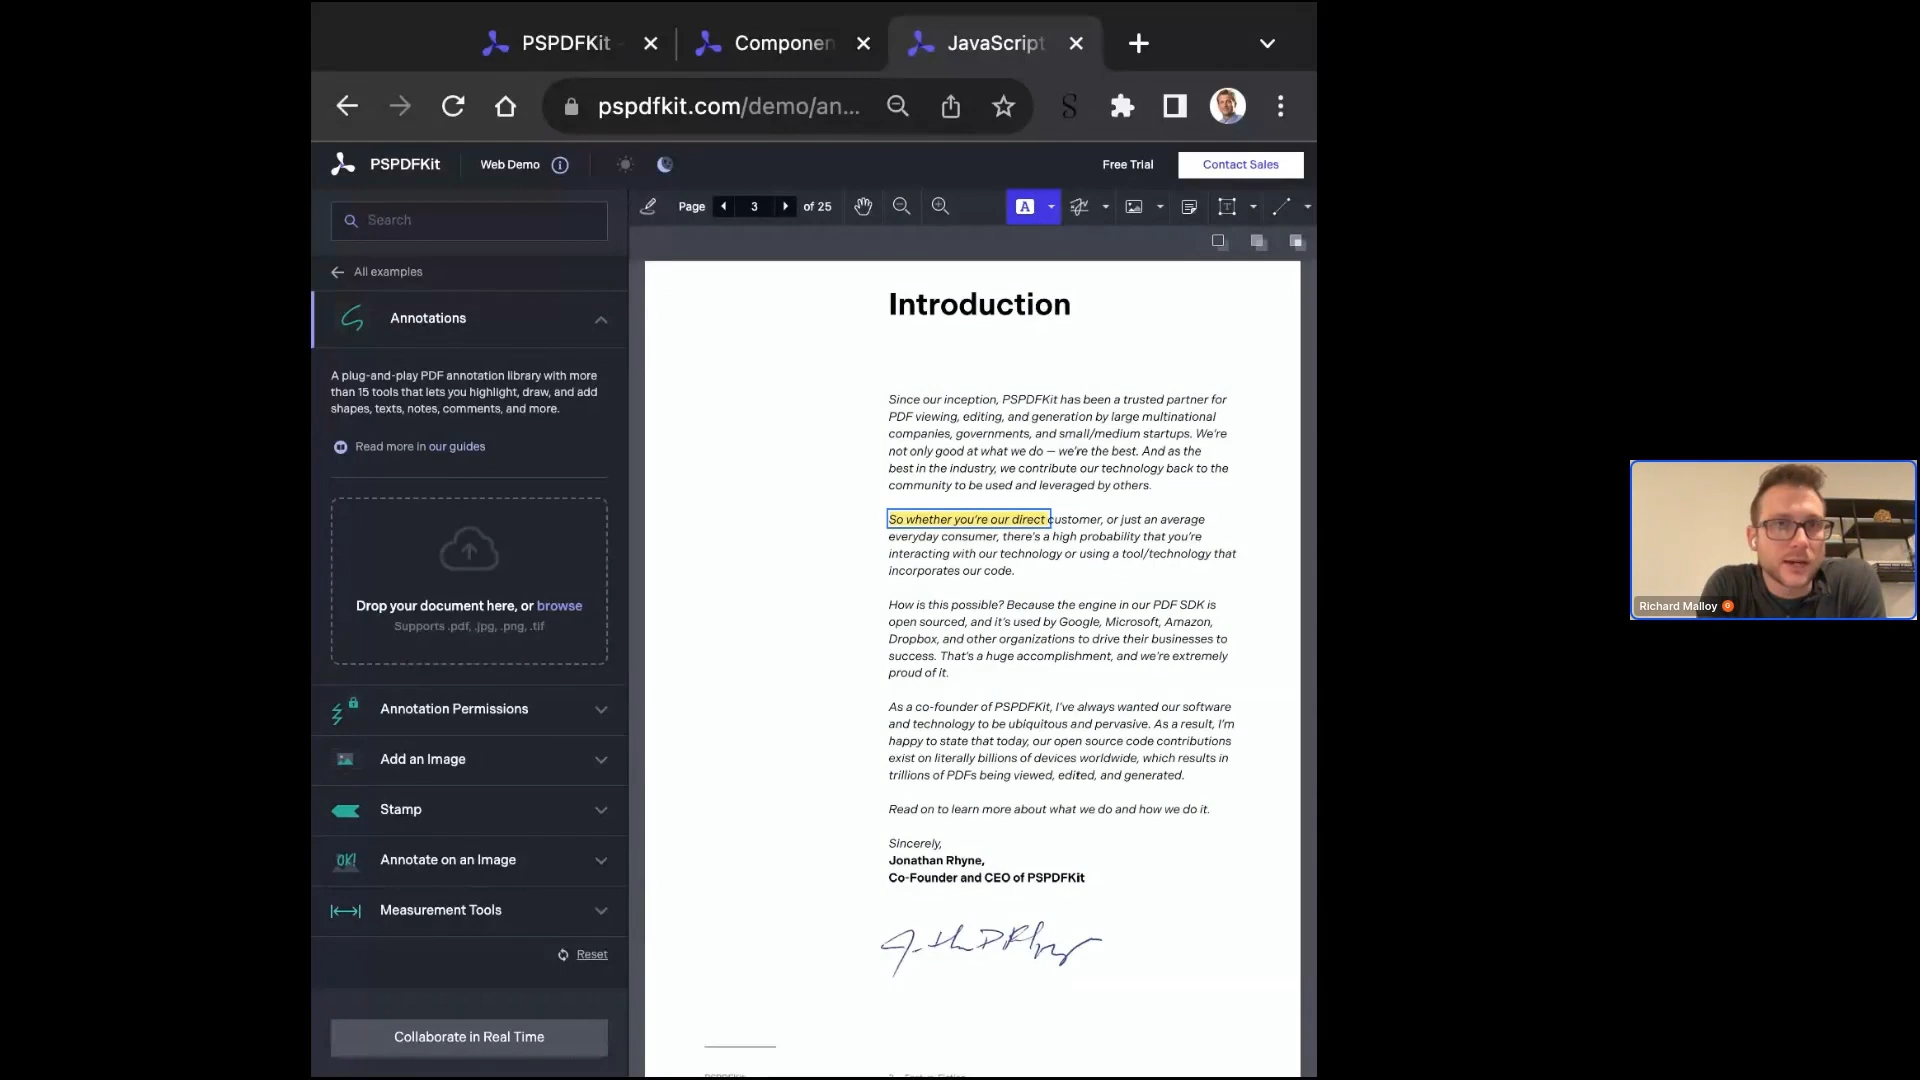 PSPDFKit
Componen
JavaScript
pspdfkit.com/demo/an...
PSPDFKit
Web Demo
Free Trial
Contact Sales
Search
Page
3
of 25
All examples
Annotations
A plug-and-play PDF annotation library with more
than 15 tools that lets you highlight, draw, and add
shapes, texts, notes, comments, and more.
Read more in our guides
Drop your document here, or browse
Supports .pdf, .jpg, .png, .tif
Annotation Permissions
Add an Image
Stamp
OK!
Annotate on an Image
Measurement Tools
Reset
Collaborate in Real Time
Introduction
Since our inception, PSPDFKit has been a trusted partner for
PDF viewing, editing, and generation by large multinational
companies, governments, and small/medium startups. We're
not only good at what we do — we're the best. And as the
best in the industry, we contribute our technology back to the
community to be used and leveraged by others.
So whether you're our direct customer, or just an average
everyday consumer, there's a high probability that you're
interacting with our technology or using a tool/technology that
incorporates our code.
How is this possible? Because the engine in our PDF SDK is
open sourced, and it's used by Google, Microsoft, Amazon,
Dropbox, and other organizations to drive their businesses to
success. That's a huge accomplishment, and we're extremely
proud of it.
As a co-founder of PSPDFKit, I've always wanted our software
and technology to be ubiquitous and pervasive. As a result, I'm
happy to state that today, our open source code contributions
exist on literally billions of devices worldwide, which results in
trillions of PDFs being viewed, edited, and generated.
Read on to learn more about what we do and how we do it.
Sincerely,
Jonathan Rhyne,
Co-Founder and CEO of PSPDFKit
Richard Malloy